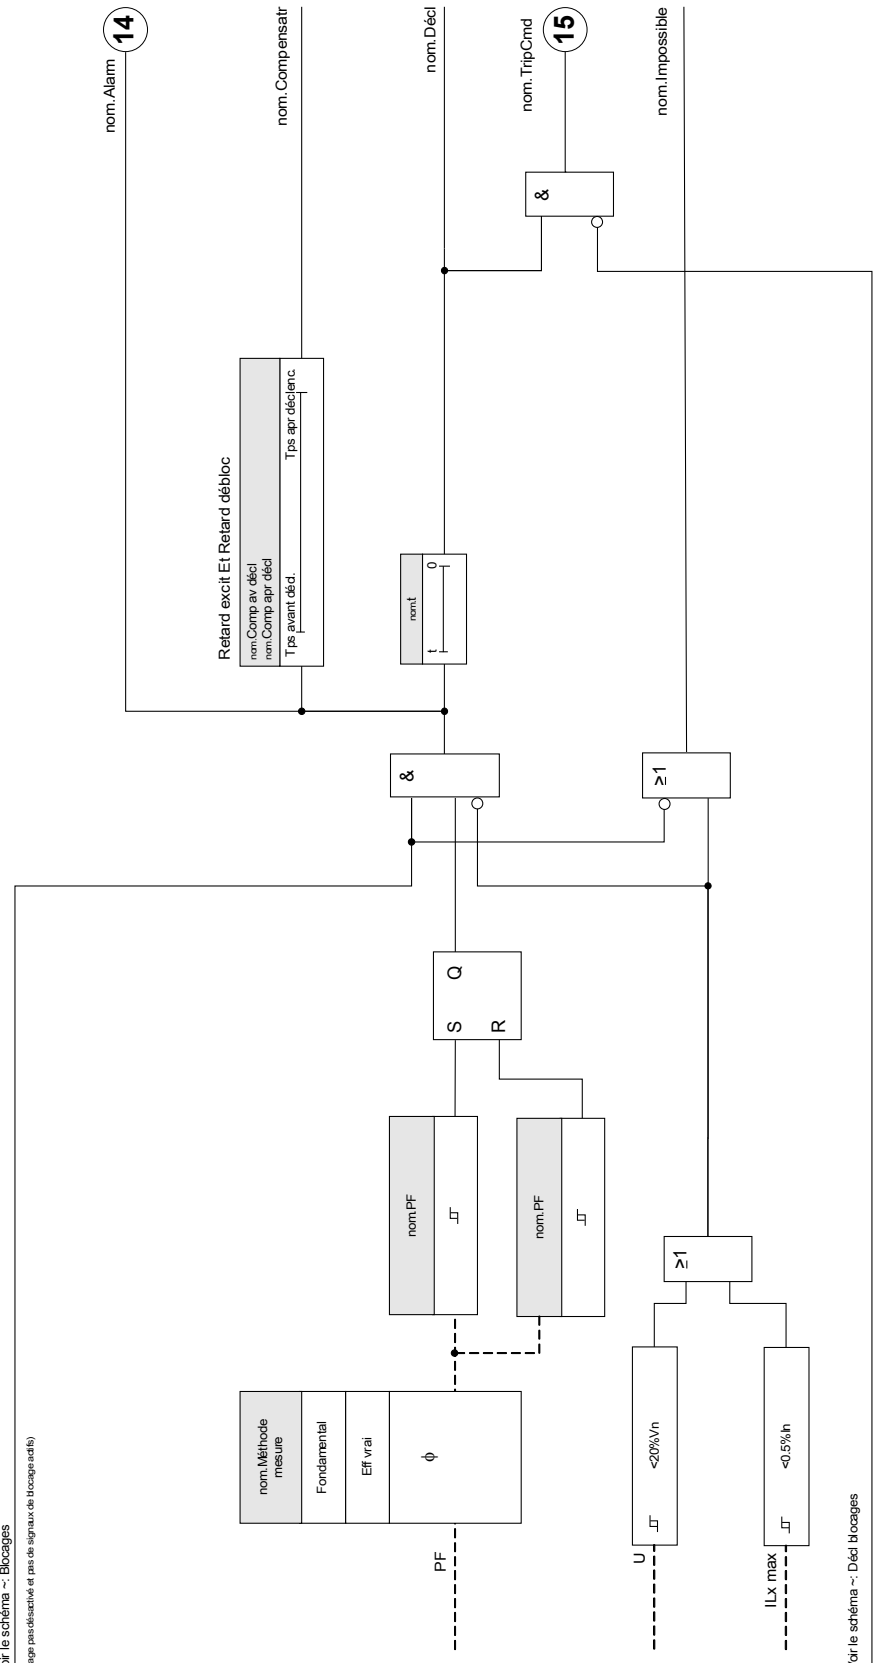 14
nom.Alarm
nom.Compensatr
nom.Décl
nom.TripCmd
15
nom.Impossible
&
Retard excit Et Retard débloc
nom.Comp av décl
nom.Comp apr décl
Tps avant décl.
Tps apr déclenc.
nom.t
t
0
&
≥1
Q
S
R
nom.PF
nom.PF
≥1
nom.Méthode
mesure
Fondamental
Eff vrai
φ
PF
<20%Vn
U
<0.5%In
ILx max
oir le schéma ~: Blocages
age pas désactivé et pas de signaux de blocage actifs)
oir le schéma ~: Décl blocages